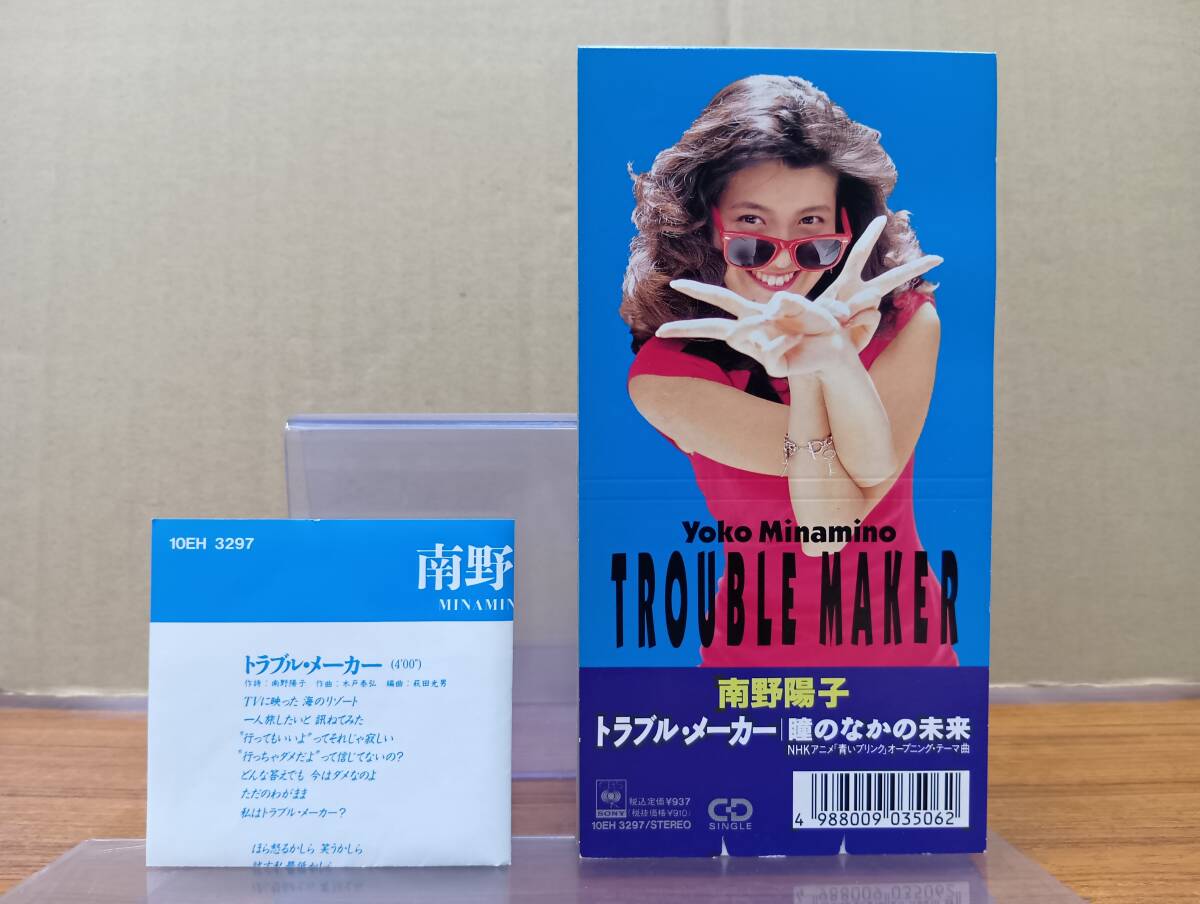 10EH 3297
南野
MINAMIN
トラブル・メーカー (4'00")
作詩:南野陽子 作曲:木戸泰弘 編曲:萩田光男
TVに映った 海のリゾート
一人旅したいと 訊ねてみた
"行ってもいいよ"ってそれじゃ寂しい
"行っちゃダメだよ"って信じてないの?
どんな答えでも 今はダメなのよ
ただのわがまま
私はトラブル・メーカー?
ほら怒るかしら 笑うかしら
Yoko Minamino
TROUBLE MAKER
南野陽子
トラブル・メーカー|瞳のなかの未来
NHKアニメ「青いブリンク」オープニング・テーマ曲
CBS
SONY
税込定価¥937
(税抜価格¥910)
10EH 3297/STEREO
CD
SINGLE
4 988009 035062